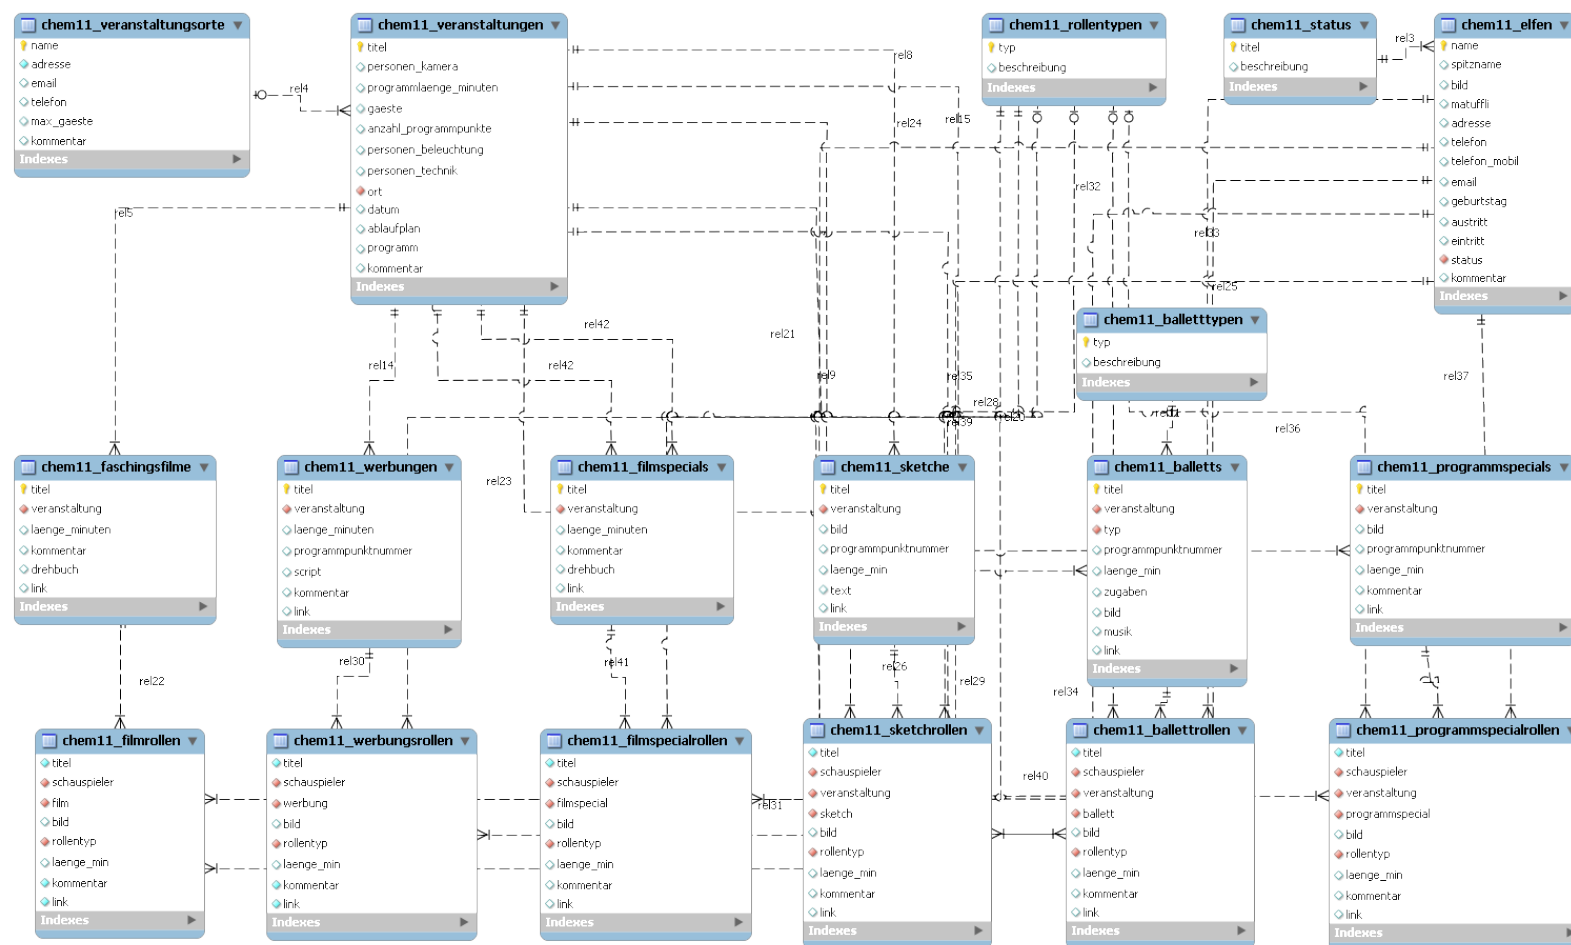 chem11_veranstaltungsorte
name
adresse
email
telefon
max_gaeste
kommentar
Indexes
chem11_veranstaltungen
titel
personen_kamera
programmlaenge_minuten
gaeste
anzahl_programmpunkte
personen_beleuchtung
personen_technik
ort
datum
ablaufplan
programm
kommentar
Indexes
chem11_rollentypen
typ
beschreibung
Indexes
chem11_status
titel
beschreibung
Indexes
chem11_elfen
name
spitzname
bild
matuffli
adresse
telefon
telefon_mobil
email
geburtstag
austritt
eintritt
status
kommentar
Indexes
rel3
rel8
rel4
rel24
rel15
rel32
rel5
rel33
rel25
chem11_balletttypen
typ
beschreibung
Indexes
rel42
rel21
rel14
rel42
rel9
rel35
rel37
rel28
rel39
rel36
rel23
chem11_faschingsfilme
titel
veranstaltung
laenge_minuten
kommentar
drehbuch
link
Indexes
chem11_werbungen
titel
veranstaltung
laenge_minuten
programmpunktnummer
script
kommentar
link
Indexes
chem11_filmspecials
titel
veranstaltung
laenge_minuten
kommentar
drehbuch
link
Indexes
chem11_sketche
titel
veranstaltung
bild
programmpunktnummer
laenge_min
text
link
Indexes
chem11_balletts
titel
veranstaltung
typ
programmpunktnummer
laenge_min
zugaben
bild
musik
link
Indexes
chem11_programmspecials
titel
veranstaltung
bild
programmpunktnummer
laenge_min
kommentar
link
Indexes
rel22
rel30
rel41
rel26
rel29
rel34
chem11_filmrollen
titel
schauspieler
film
bild
rollentyp
laenge_min
kommentar
link
Indexes
chem11_werbungsrollen
titel
schauspieler
werbung
bild
rollentyp
laenge_min
kommentar
link
Indexes
chem11_filmspecialrollen
titel
schauspieler
filmspecial
bild
rollentyp
laenge_min
kommentar
link
Indexes
rel31
chem11_sketchrollen
titel
schauspieler
veranstaltung
sketch
bild
rollentyp
laenge_min
kommentar
link
Indexes
rel40
chem11_ballettrollen
titel
schauspieler
veranstaltung
ballett
bild
rollentyp
laenge_min
kommentar
link
Indexes
chem11_programmspecialrollen
titel
schauspieler
veranstaltung
programmspecial
bild
rollentyp
laenge_min
kommentar
link
Indexes